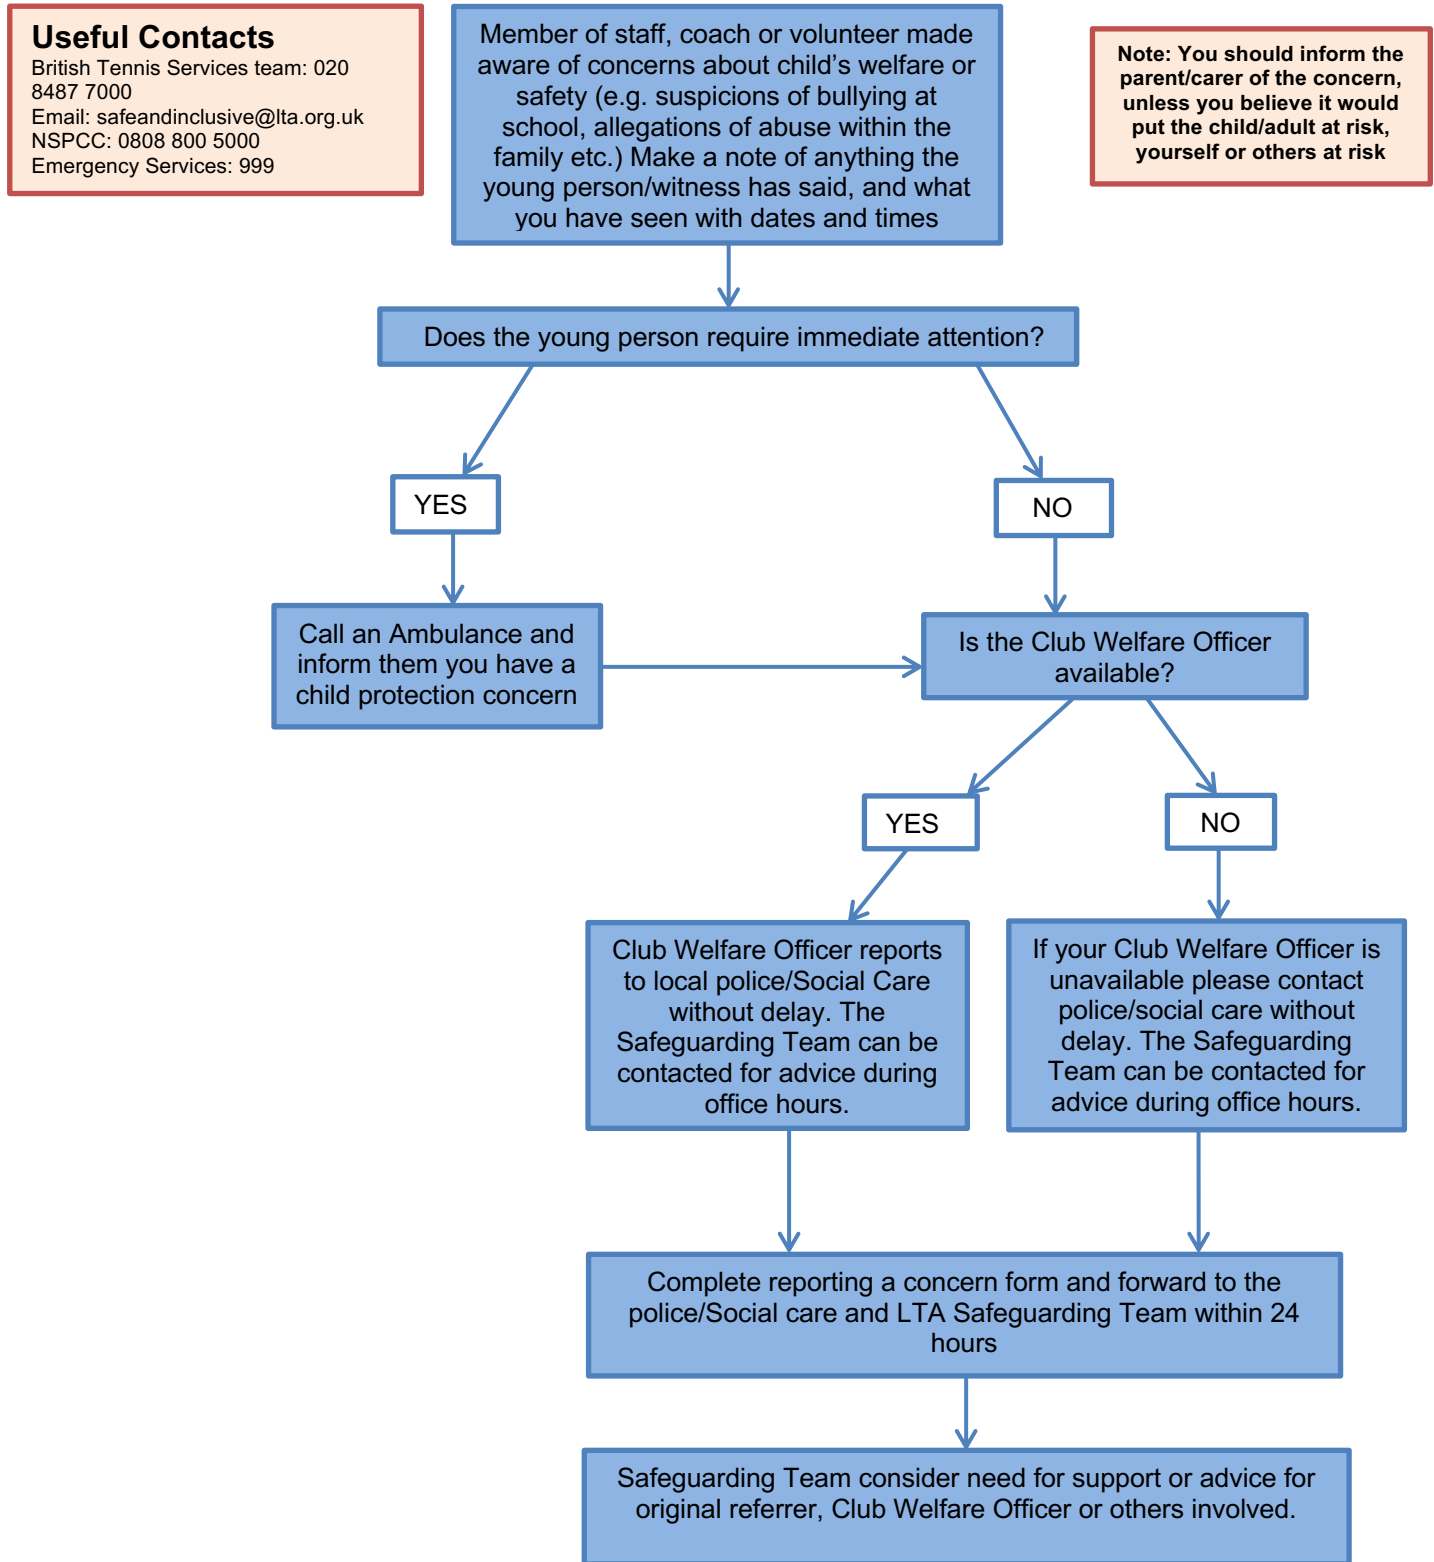 Useful Contacts
British Tennis Services team: 020
8487 7000
Email: safeandinclusive@lta.org.uk
NSPCC: 0808 800 5000
Emergency Services: 999
Member of staff, coach or volunteer made
aware of concerns about child's welfare or
safety (e.g. suspicions of bullying at
school, allegations of abuse within the
family etc.) Make a note of anything the
young person/witness has said, and what
you have seen with dates and times
Note: You should inform the
parent/carer of the concern,
unless you believe it would
put the child/adult at risk,
yourself or others at risk
Does the young person require immediate attention?
YES
NO
Call an Ambulance and
inform them you have a
child protection concern
Is the Club Welfare Officer
available?
YES
NO
Club Welfare Officer reports
to local police/Social Care
without delay. The
Safeguarding Team can be
contacted for advice during
office hours.
If your Club Welfare Officer is
unavailable please contact
police/social care without
delay. The Safeguarding
Team can be contacted for
advice during office hours.
Complete reporting a concern form and forward to the
police/Social care and LTA Safeguarding Team within 24
hours
Safeguarding Team consider need for support or advice for
original referrer, Club Welfare Officer or others involved.